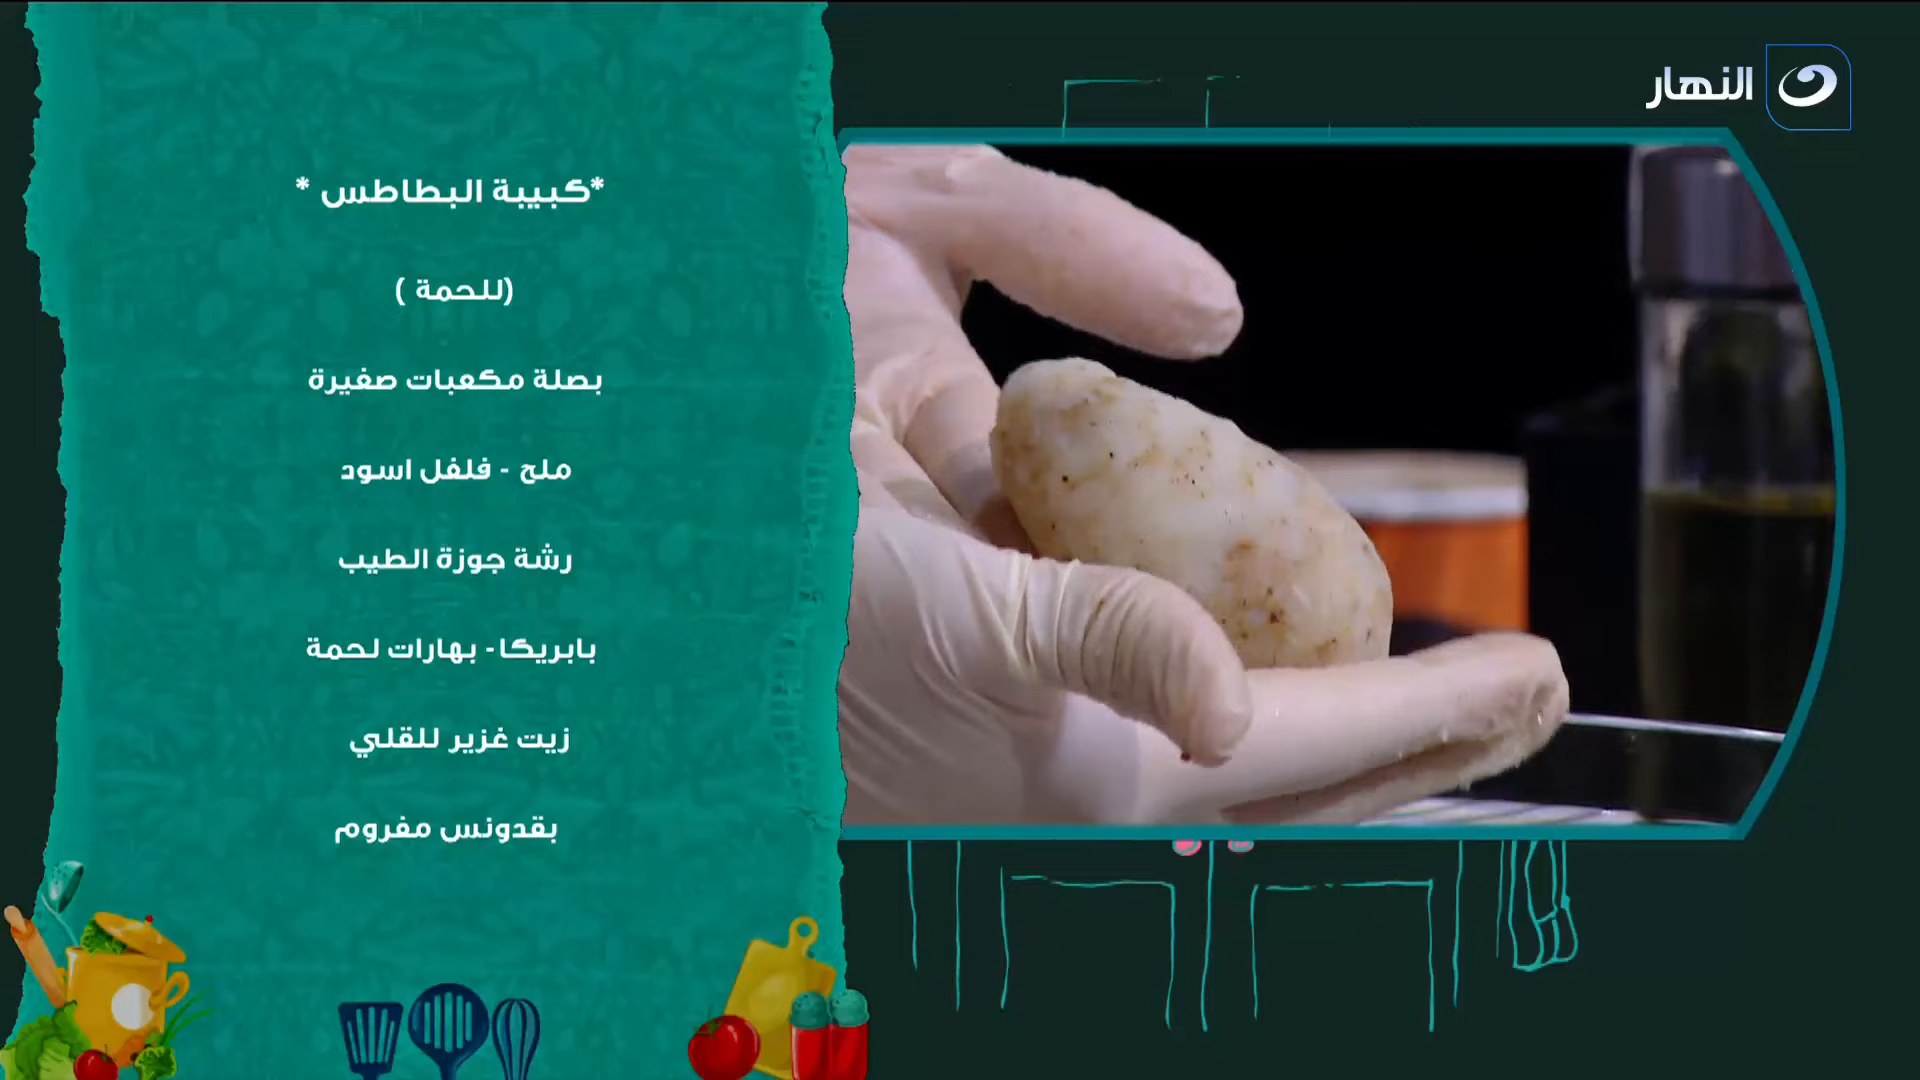 النهار
*كبيبة البطاطس *
(للحمة )
بصلة مكعبات صغيرة
ملح - فلفل اسود
رشة جوزة الطيب
بابريكا- بهارات لحمة
زيت غزير للقلي
بقدونس مفروم